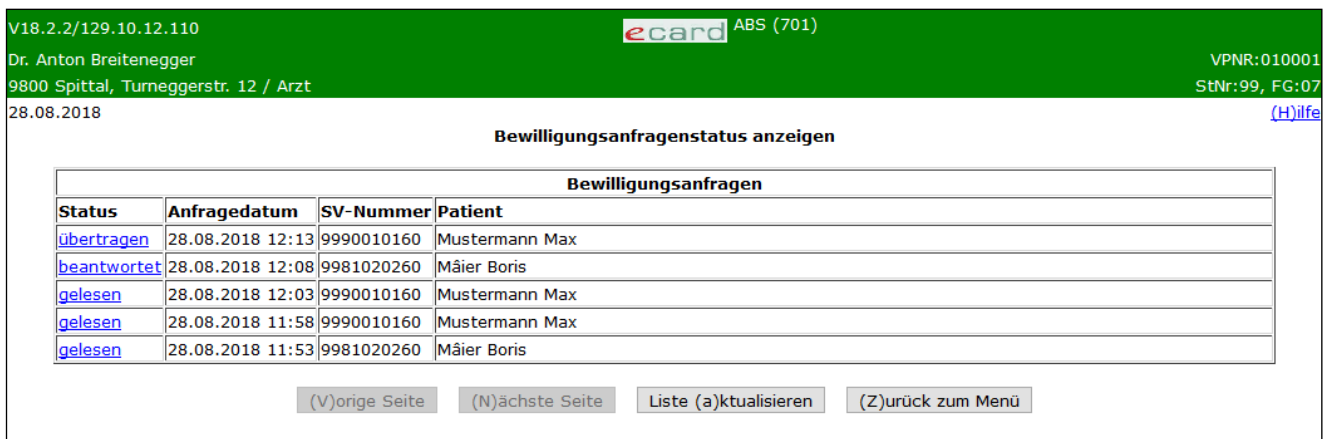 V18.2.2/129.10.12.110 ecard ABS (701)
Dr. Anton Breitenegger VPNR:010001
9800 Spittal, Turneggerstr. 12 / Arzt StNr:99, FG:07
28.08.2018 (H)ilfe
Bewilligungsanfragenstatus anzeigen
Bewilligungsanfragen
Status Anfragedatum SV-Nummer Patient
übertragen 28.08.2018 12:13 9990010160 Mustermann Max
beantwortet 28.08.2018 12:08 9981020260 Mâier Boris
gelesen 28.08.2018 12:03 9990010160 Mustermann Max
gelesen 28.08.2018 11:58 9990010160 Mustermann Max
gelesen 28.08.2018 11:53 9981020260 Mâier Boris
(V)orige Seite (N)ächste Seite Liste (a)ktualisieren (Z)urück zum Menü